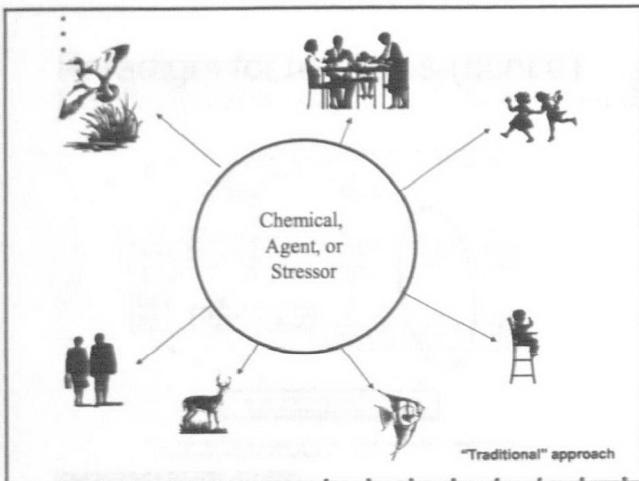 Chemical,
Agent, or
Stressor
"Traditional" approach